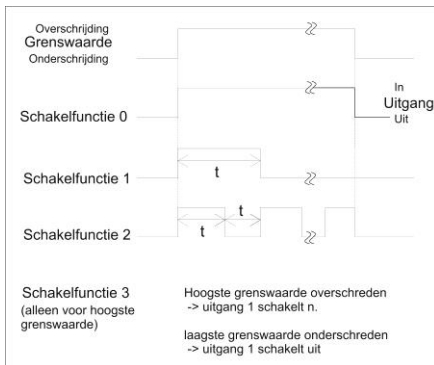 Overschrijding
Grenswaarde
Onderschrijding
In
Uitgang
Uit
Schakelfunctie 0
Schakelfunctie 1
t
Schakelfunctie 2
t
t
Schakelfunctie 3
(alleen voor hoogste
grenswaarde)
Hoogste grenswaarde overschreden
-> uitgang 1 schakelt n.
laagste grenswaarde onderschreden
-> uitgang 1 schakelt uit